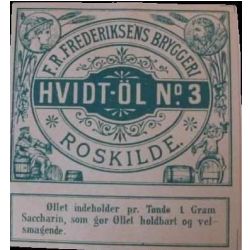 FR. FREDERIKSENS BRYGGERI
HVIDT-ÖL No. 3
ROSKILDE.
Øllet indeholder pr. Tønde 1 Gram
Saccharin, som gør Øllet holdbart og vel-
smagende.